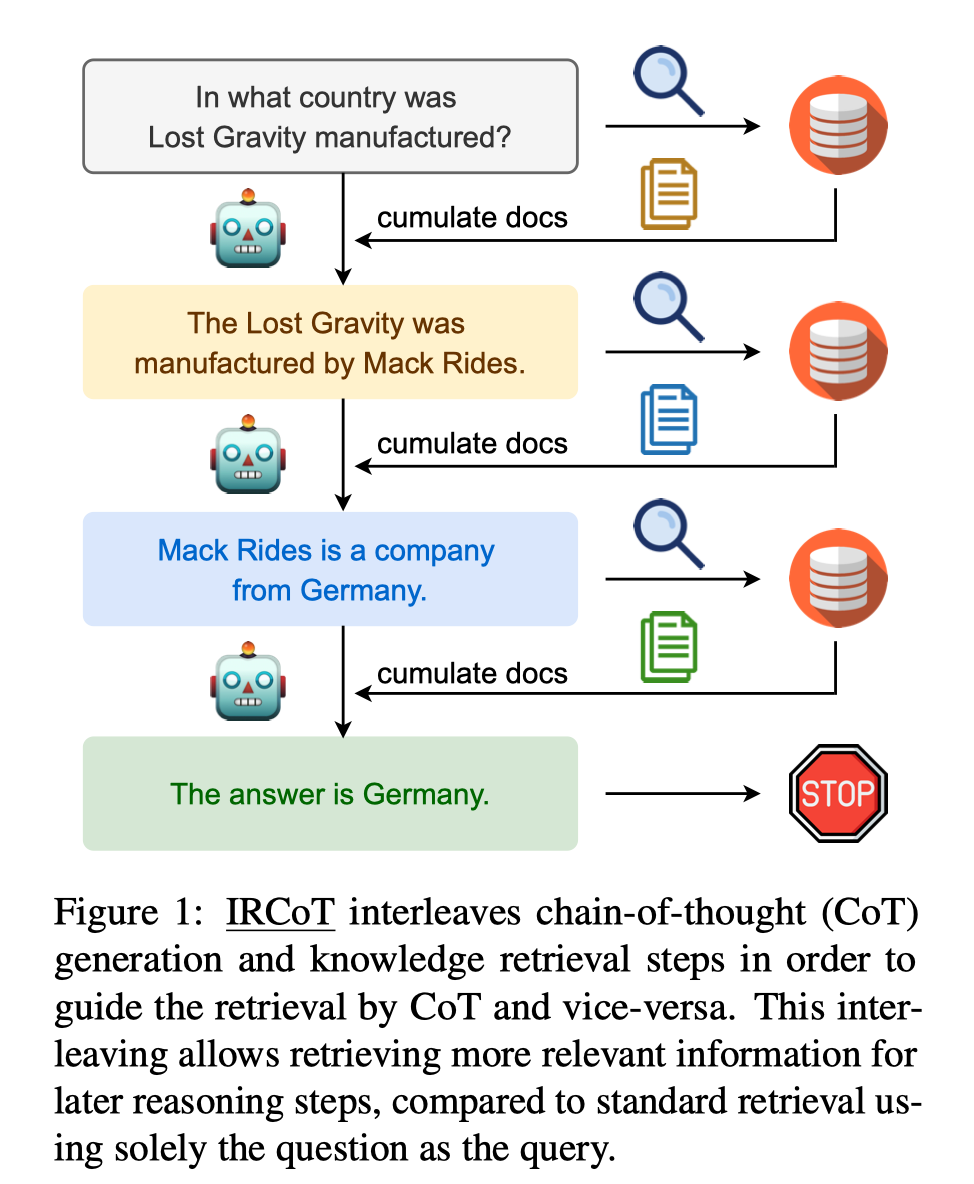 In what country was
Lost Gravity manufactured?
cumulate docs
The Lost Gravity was
manufactured by Mack Rides.
cumulate docs
Mack Rides is a company
from Germany.
cumulate docs
The answer is Germany.
STOP
Figure 1: IRCoT interleaves chain-of-thought (CoT)
generation and knowledge retrieval steps in order to
guide the retrieval by CoT and vice-versa. This inter-
leaving allows retrieving more relevant information for
later reasoning steps, compared to standard retrieval us-
ing solely the question as the query.